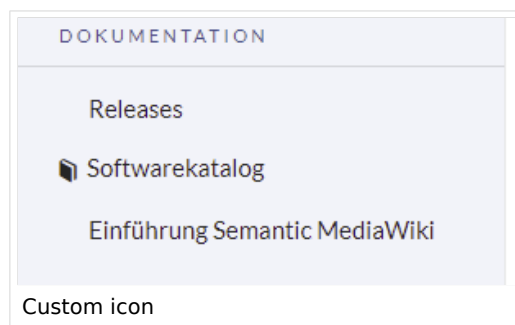 DOKUMENTATION
Releases
Softwarekatalog
Einführung Semantic MediaWiki
Custom icon